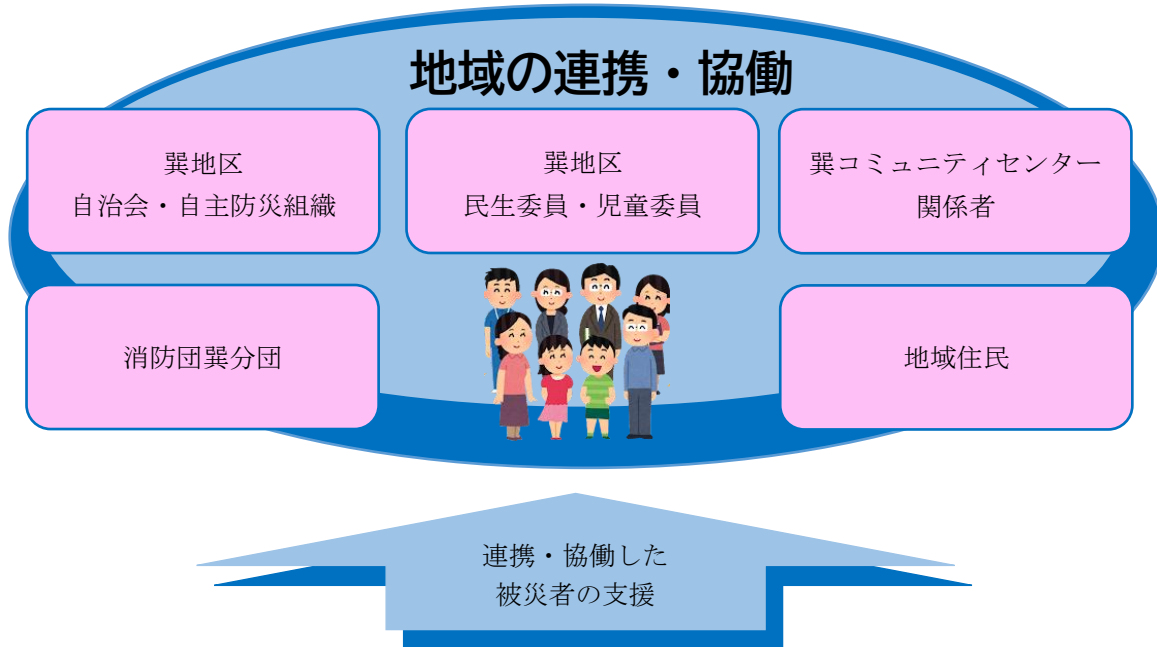 地域の連携・協働
巽地区
自治会・自主防災組織
巽地区
民生委員・児童委員
巽コミュニティセンター
関係者
消防団巽分団
地域住民
連携・協働した
被災者の支援